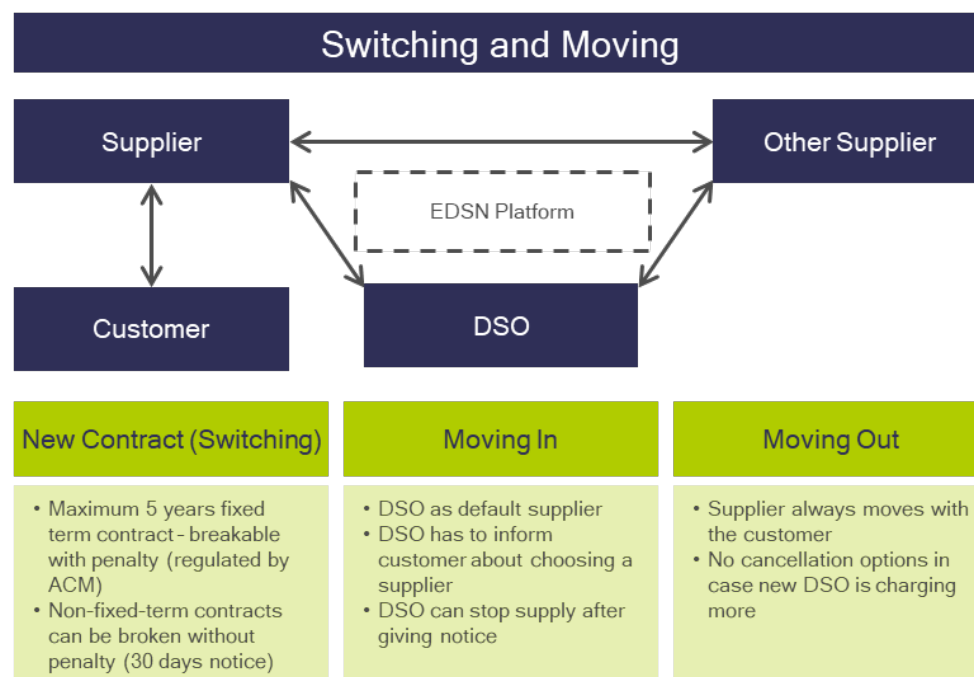 Switching and Moving
Supplier
Other Supplier
EDSN Platform
Customer
DSO
New Contract (Switching)
• Maximum 5 years fixed
term contract - breakable
with penalty (regulated by
ACM)
• Non-fixed-term contracts
can be broken without
penalty (30 days notice)
Moving In
• DSO as default supplier
• DSO has to inform
customer about choosing a
supplier
• DSO can stop supply after
giving notice
Moving Out
• Supplier always moves with
the customer
• No cancellation options in
case new DSO is charging
more